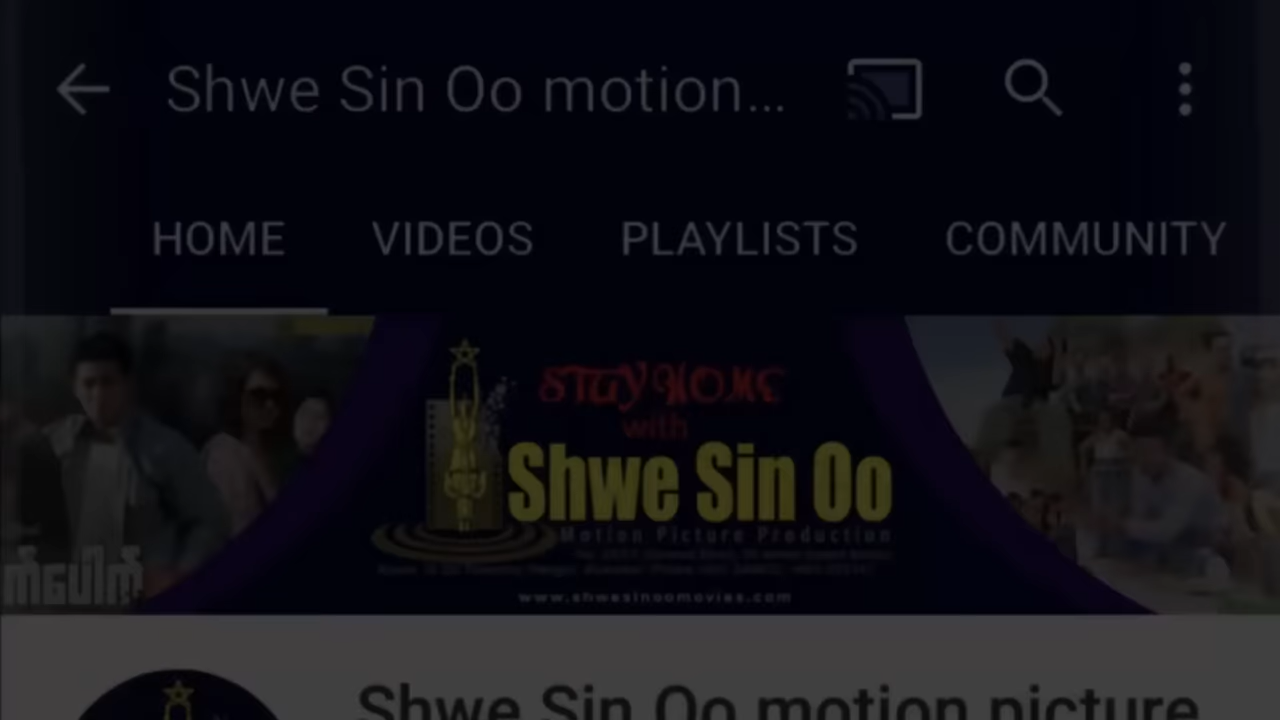 Shwe Sin Oo motion...
HOME VIDEOS PLAYLISTS COMMUNITY
STay HOMe
with
Shwe Sin Oo
Motion Picture Production
www.shwesinoomovies.com
Shwe Sin Oo motion picture